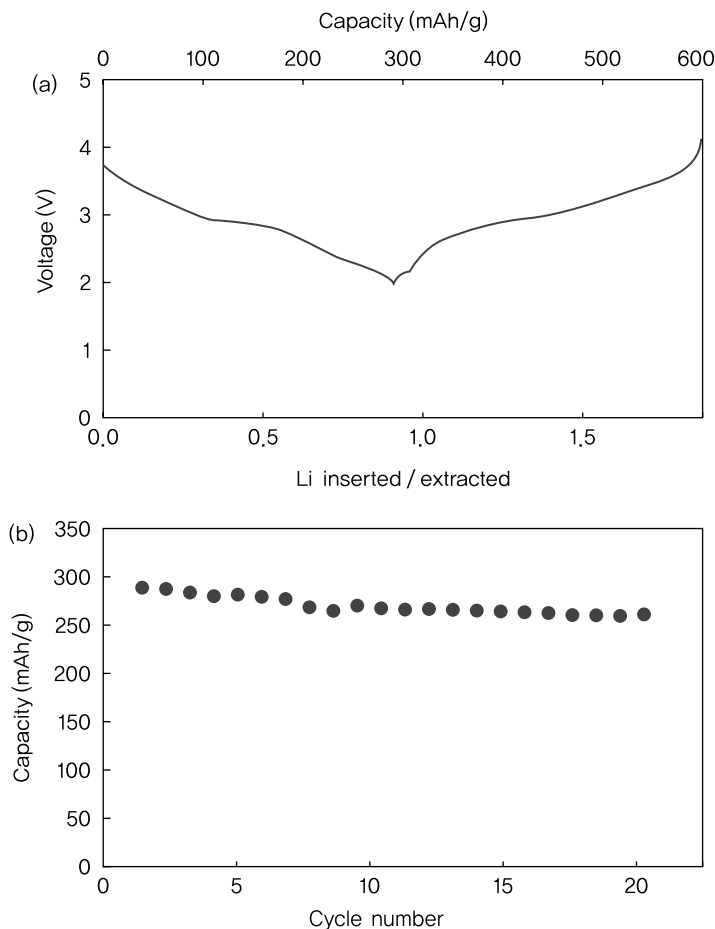 Capacity (mAh/g)
0 100 200 300 400 500 600
(a)
5
4
3
2
1
0
Voltage (V)
0.0 0.5 1.0 1.5
Li inserted / extracted
(b)
350
300
250
200
150
100
50
0
Capacity (mAh/g)
0 5 10 15 20
Cycle number